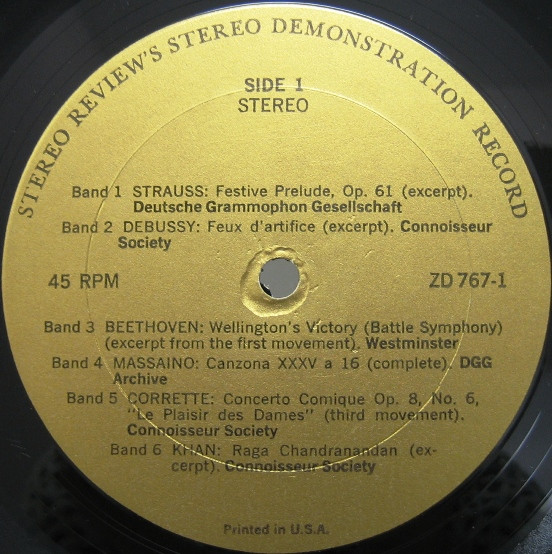 STEREO REVIEW'S STEREO DEMONSTRATION RECORD
SIDE 1
STEREO
Band 1 STRAUSS: Festive Prelude, Op. 61 (excerpt).
Deutsche Grammophon Gesellschaft
Band 2 DEBUSSY: Feux d'artifice (excerpt). Connoisseur
Society
45 RPM
ZD 767-1
Band 3 BEETHOVEN: Wellington's Victory (Battle Symphony)
(excerpt from the first movement). Westminster
Band 4 MASSAINO: Canzona XXXV a 16 (complete). DGG
Archive
Band 5 CORRETTE: Concerto Comique Op. 8, No. 6,
"Le Plaisir des Dames" (third movement).
Connoisseur Society
Band 6 KHAN: Raga Chandranandan (ex-
cerpt). Connoisseur Society
Printed in U.S.A.